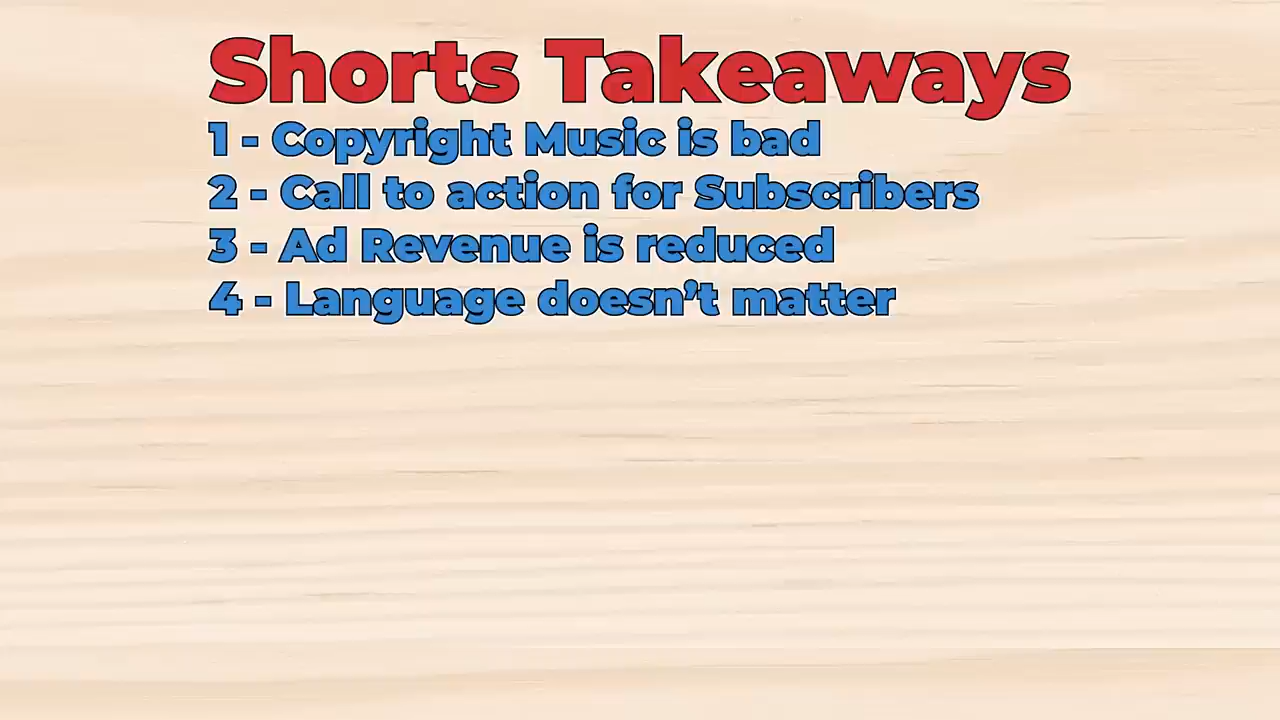 Shorts Takeaways
1 - Copyright Music is bad
2 - Call to action for Subscribers
3 - Ad Revenue is reduced
4 - Language doesn’t matter